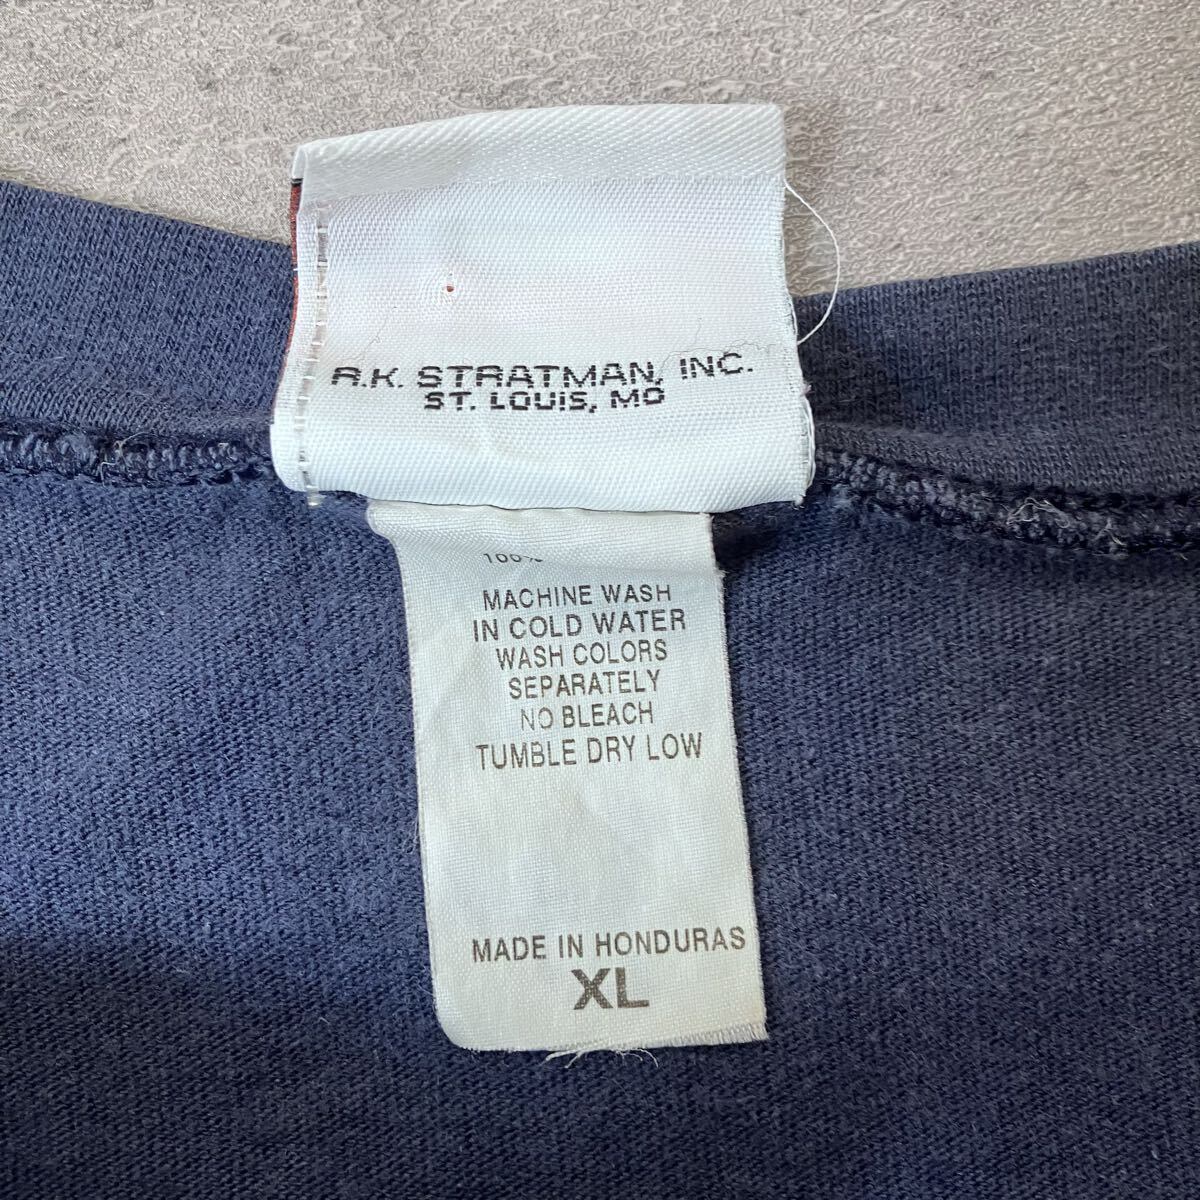 R.K. STRATMAN, INC.
ST. LOUIS, MO
100%
MACHINE WASH
IN COLD WATER
WASH COLORS
SEPARATELY
NO BLEACH
TUMBLE DRY LOW
MADE IN HONDURAS
XL